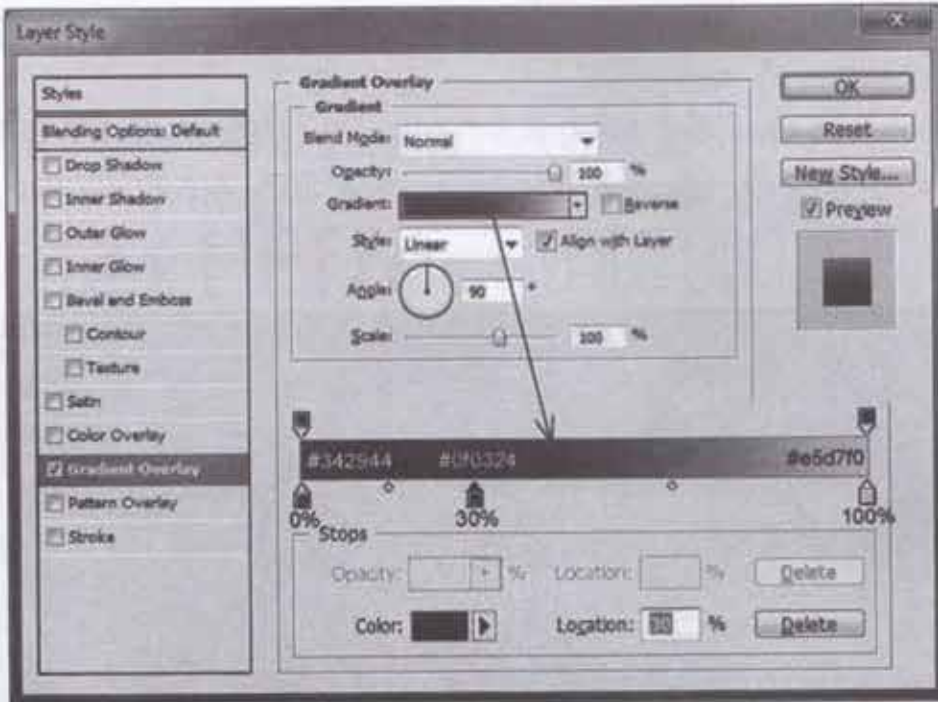 Layer Style
Styles
Blending Options: Default
Drop Shadow
Inner Shadow
Outer Glow
Inner Glow
Bevel and Emboss
Contour
Texture
Satin
Color Overlay
Gradient Overlay
Pattern Overlay
Stroke
Gradient Overlay
Gradient
Blend Mode: Normal
Opacity: 100 %
Gradient: Reverse
Style: Linear Align with Layer
Angle: 90 °
Scale: 100 %
#342944 #0f0324 #e5d7f0
0% 30% 100%
Stops
Opacity: % Location: % Delete
Color: Location: 30 % Delete
OK
Reset
New Style...
Preview